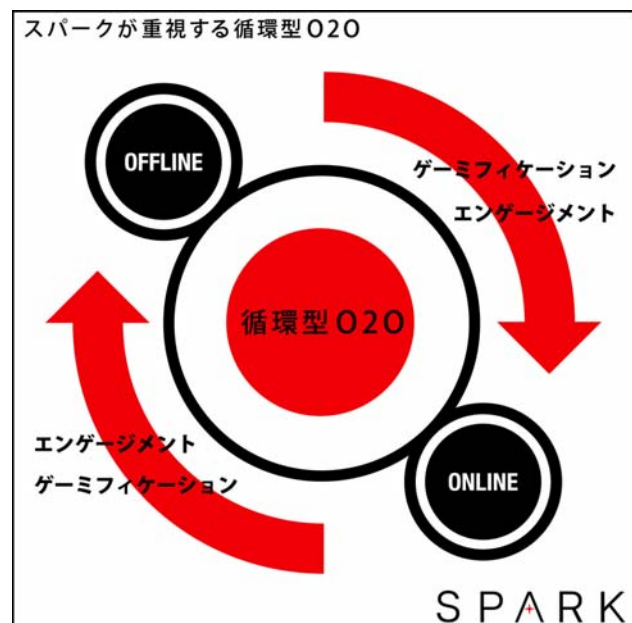 スパークが重視する循環型O2O
OFFLINE
ゲーミフィケーション
エンゲージメント
循環型O2O
エンゲージメント
ゲーミフィケーション
ONLINE
SPARK